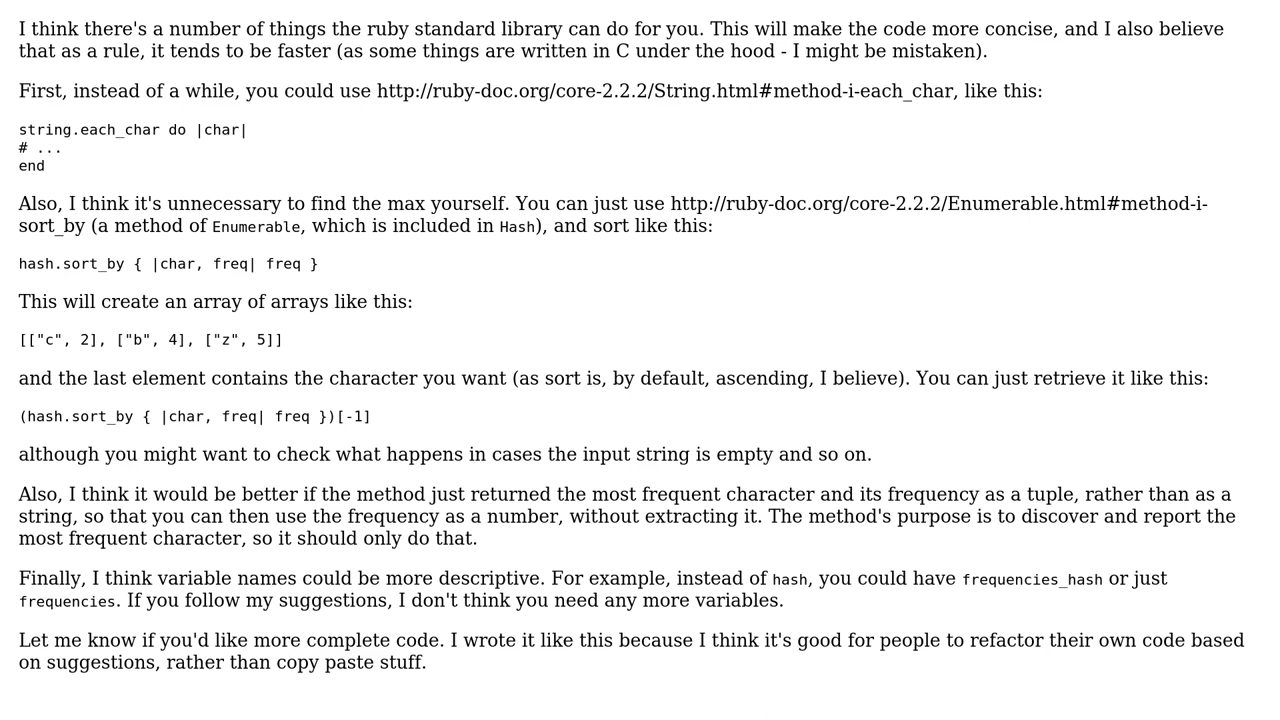 I think there's a number of things the ruby standard library can do for you. This will make the code more concise, and I also believe
that as a rule, it tends to be faster (as some things are written in C under the hood - I might be mistaken).
First, instead of a while, you could use http://ruby-doc.org/core-2.2.2/String.html#method-i-each_char, like this:
string.each_char do |char|
# ...
end
Also, I think it's unnecessary to find the max yourself. You can just use http://ruby-doc.org/core-2.2.2/Enumerable.html#method-i-
sort_by (a method of Enumerable, which is included in Hash), and sort like this:
hash.sort_by { |char, freq| freq }
This will create an array of arrays like this:
[["c", 2], ["b", 4], ["z", 5]]
and the last element contains the character you want (as sort is, by default, ascending, I believe). You can just retrieve it like this:
(hash.sort_by { |char, freq| freq })[-1]
although you might want to check what happens in cases the input string is empty and so on.
Also, I think it would be better if the method just returned the most frequent character and its frequency as a tuple, rather than as a
string, so that you can then use the frequency as a number, without extracting it. The method's purpose is to discover and report the
most frequent character, so it should only do that.
Finally, I think variable names could be more descriptive. For example, instead of hash, you could have frequencies_hash or just
frequencies. If you follow my suggestions, I don't think you need any more variables.
Let me know if you'd like more complete code. I wrote it like this because I think it's good for people to refactor their own code based
on suggestions, rather than copy paste stuff.